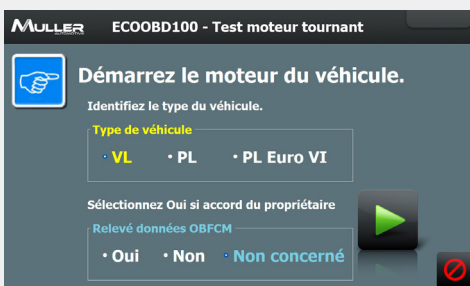 MULLER
AUTOMOTIVE
ECOOBD100 - Test moteur tournant
Démarrez le moteur du véhicule.
Identifiez le type du véhicule.
Type de véhicule
VL PL PL Euro VI
Sélectionnez Oui si accord du propriétaire
Relevé données OBFCM
Oui Non Non concerné